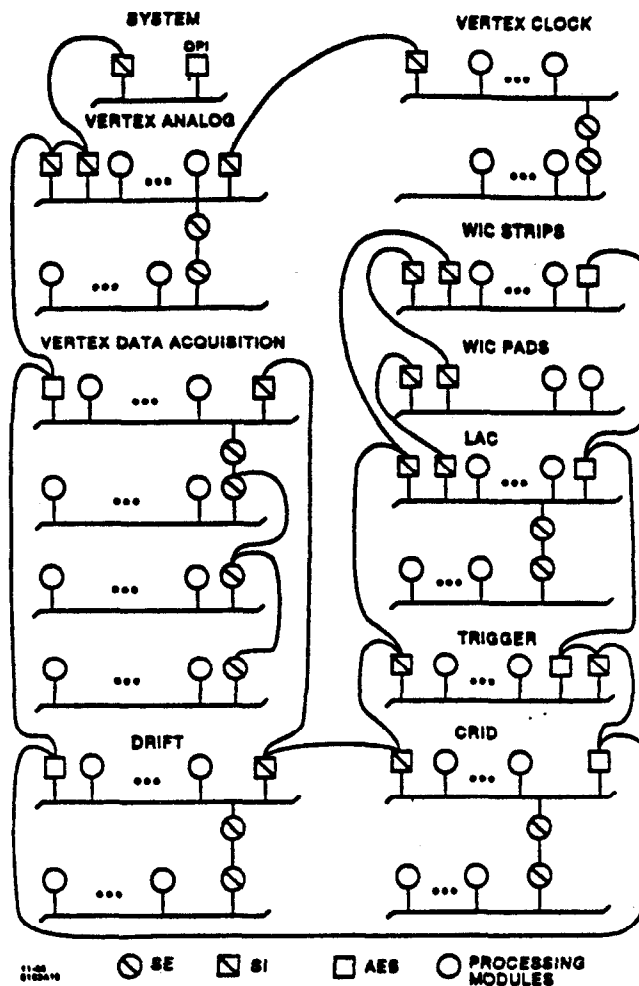 SYSTEM
VERTEX CLOCK
VERTEX ANALOG
WIC STRIPS
VERTEX DATA ACQUISITION
WIC PADS
LAC
TRIGGER
DRIFT
CRID
SE
SI
AES
PROCESSING
MODULES